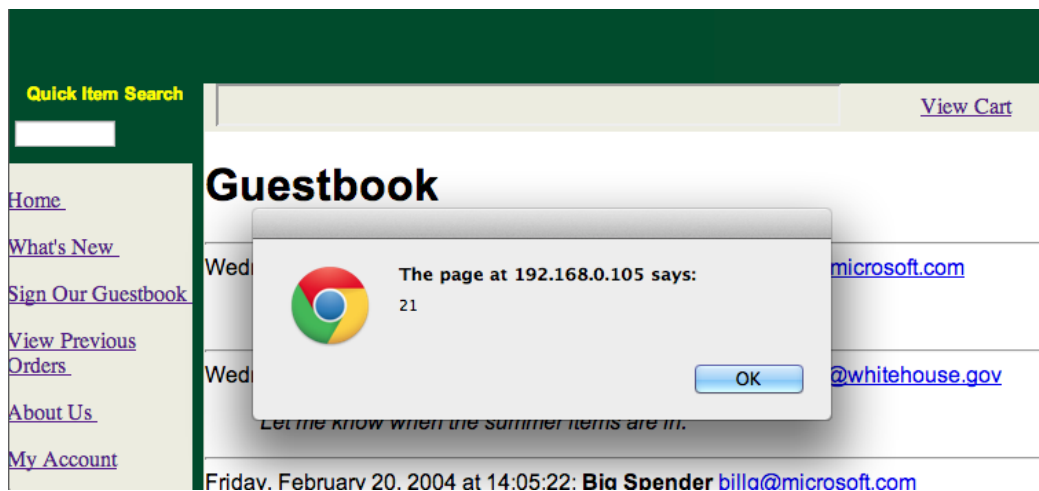 Quick Item Search
View Cart
Home
What's New
Sign Our Guestbook
View Previous
Orders
About Us
My Account
Guestbook
microsoft.com
@whitehouse.gov
Let me know when the summer items are in.
Friday, February 20, 2004 at 14:05:22: Big Spender billg@microsoft.com
The page at 192.168.0.105 says:
21
OK